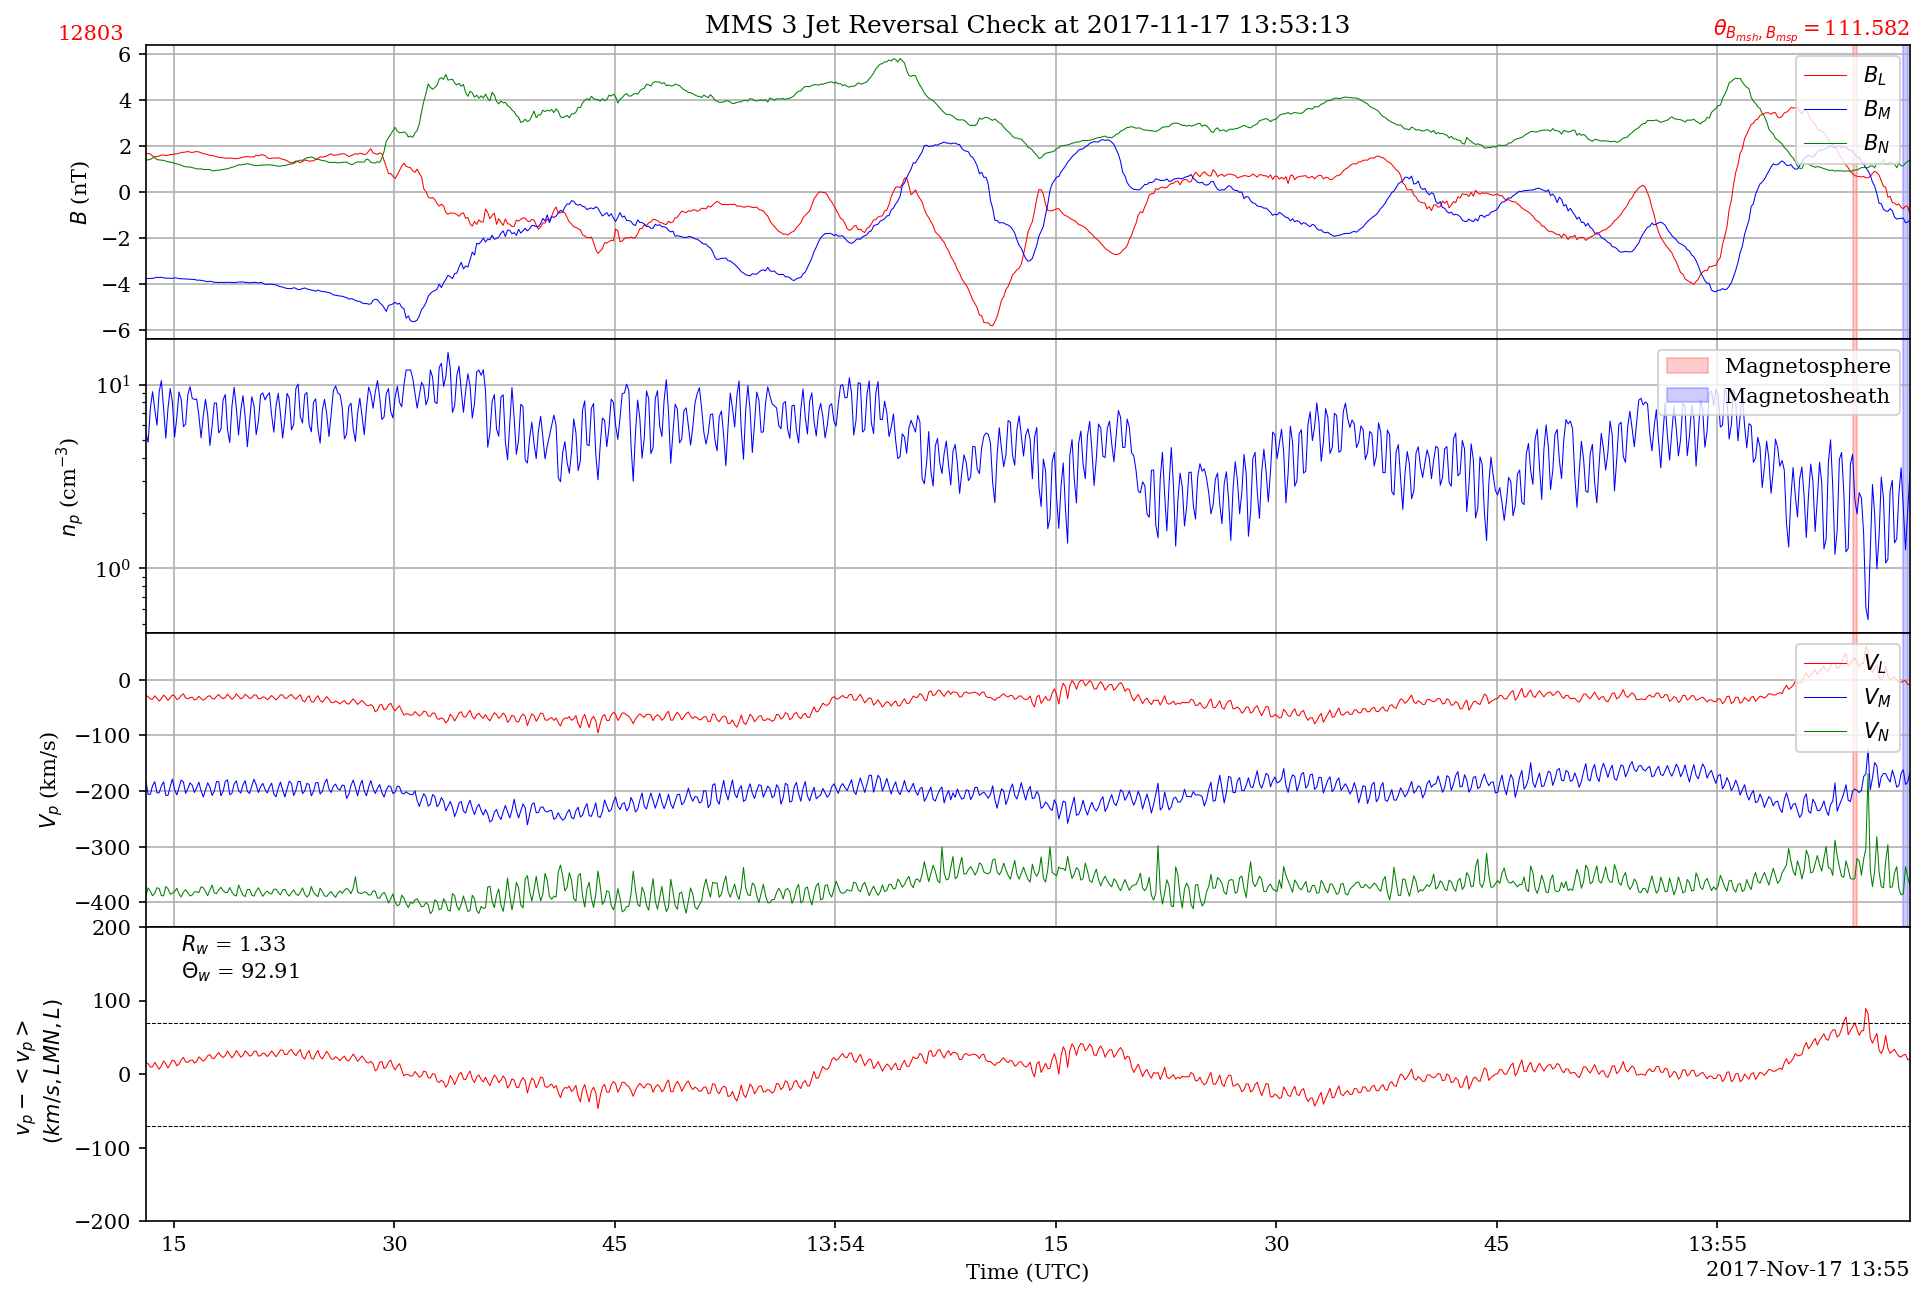 12803
MMS 3 Jet Reversal Check at 2017-11-17 13:53:13
θ_{B_{msh}, B_{msp}} = 111.582
6
4
2
0
−2
−4
−6
B (nT)
B_L
B_M
B_N
10^1
10^0
n_p (cm^{−3})
Magnetosphere
Magnetosheath
0
−100
−200
−300
−400
V_p (km/s)
V_L
V_M
V_N
200
100
0
−100
−200
v_p − < v_p >
(km/s, LMN, L)
R_w = 1.33
Θ_w = 92.91
15
30
45
13:54
15
30
45
13:55
Time (UTC)
2017-Nov-17 13:55